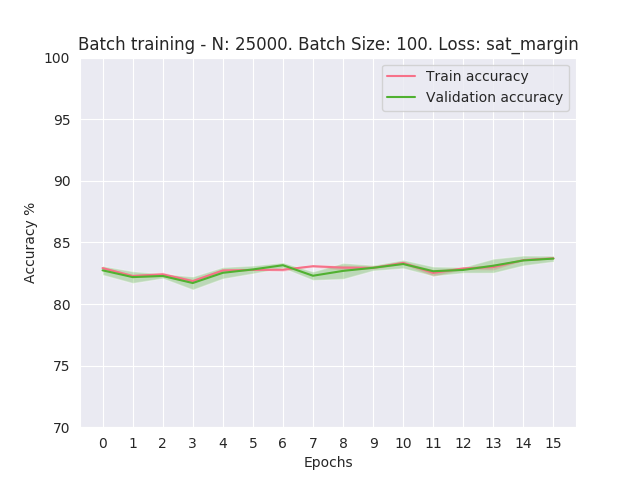 Batch training - N: 25000. Batch Size: 100. Loss: sat_margin
Train accuracy
Validation accuracy
100
95
90
85
80
75
70
Accuracy %
0 1 2 3 4 5 6 7 8 9 10 11 12 13 14 15
Epochs